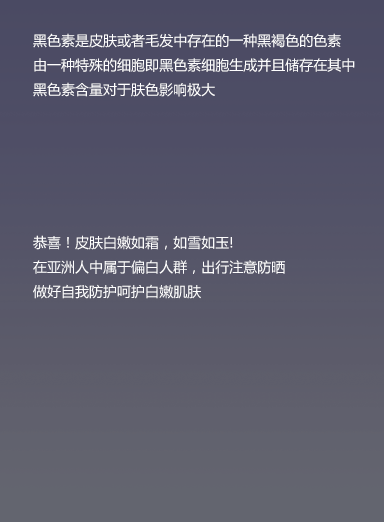 黑色素是皮肤或者毛发中存在的一种黑褐色的色素
由一种特殊的细胞即黑色素细胞生成并且储存在其中
黑色素含量对于肤色影响极大
恭喜！皮肤白嫩如霜，如雪如玉!
在亚洲人中属于偏白人群，出行注意防晒
做好自我防护呵护白嫩肌肤